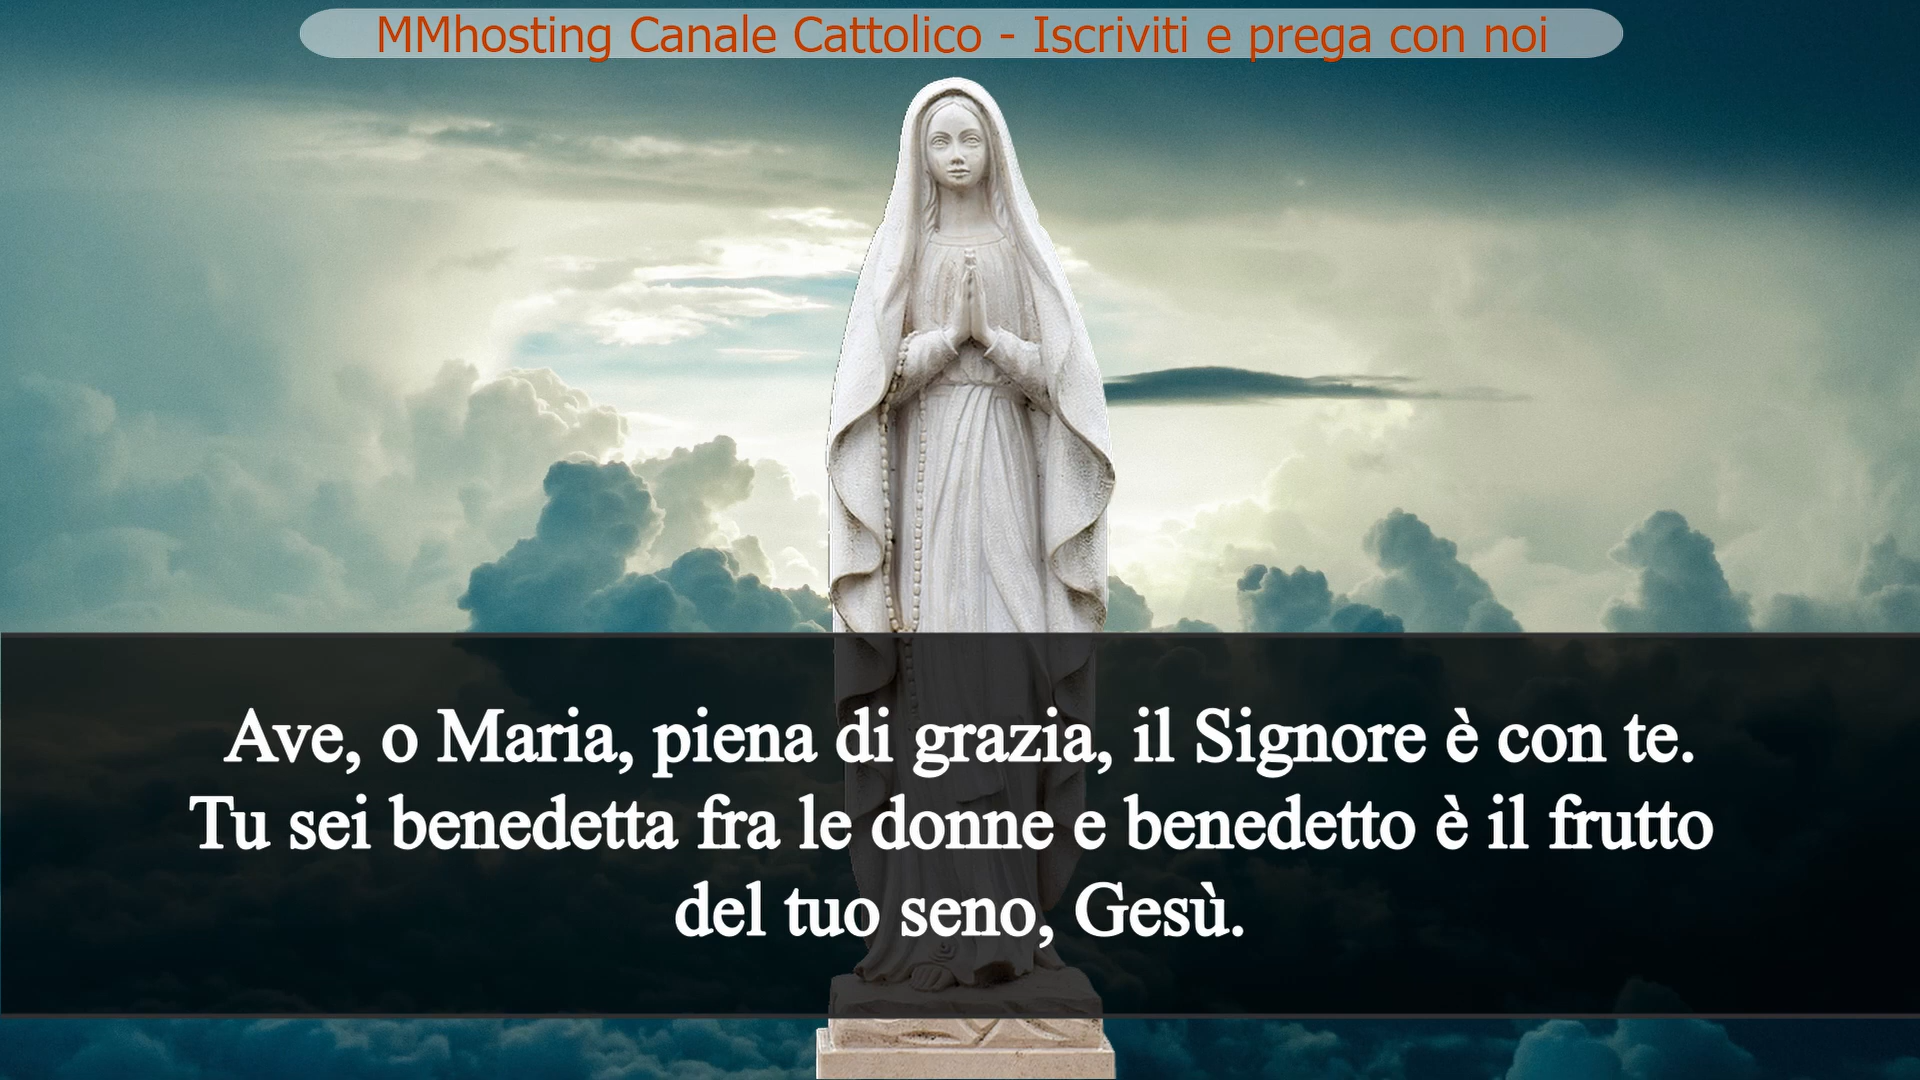 MMhosting Canale Cattolico - Iscriviti e prega con noi
Ave, o Maria, piena di grazia, il Signore è con te.
Tu sei benedetta fra le donne e benedetto è il frutto
del tuo seno, Gesù.